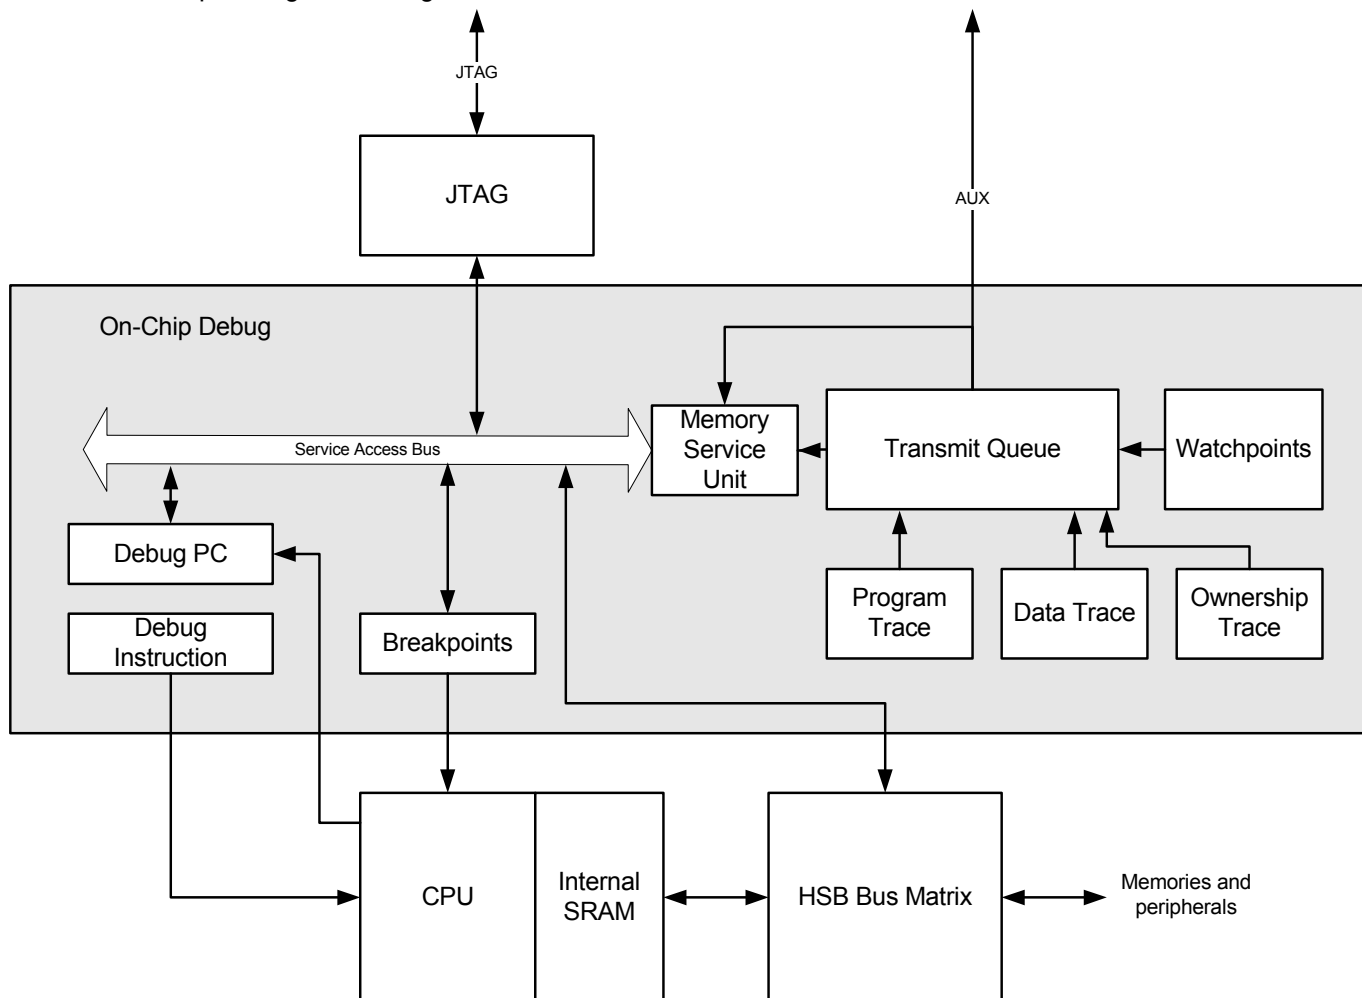 JTAG
JTAG
AUX
On-Chip Debug
Service Access Bus
Memory
Service
Unit
Transmit Queue
Watchpoints
Debug PC
Debug
Instruction
Breakpoints
Program
Trace
Data Trace
Ownership
Trace
CPU
Internal
SRAM
HSB Bus Matrix
Memories and
peripherals